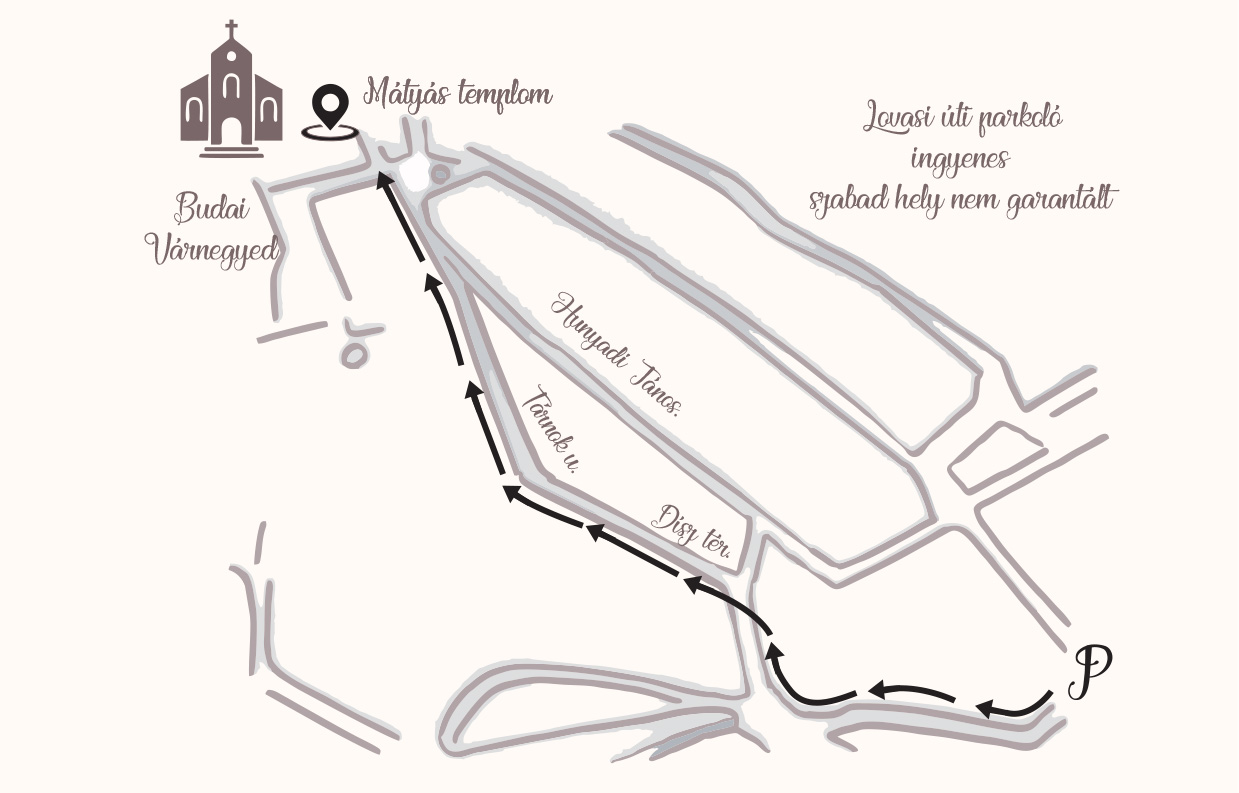 Mátyás templom
Lovasi úti parkoló
ingyenes
szabad hely nem garantált
Budai
Várnegyed
Hunyadi János.
Tárnok u.
Dísz tér.
P